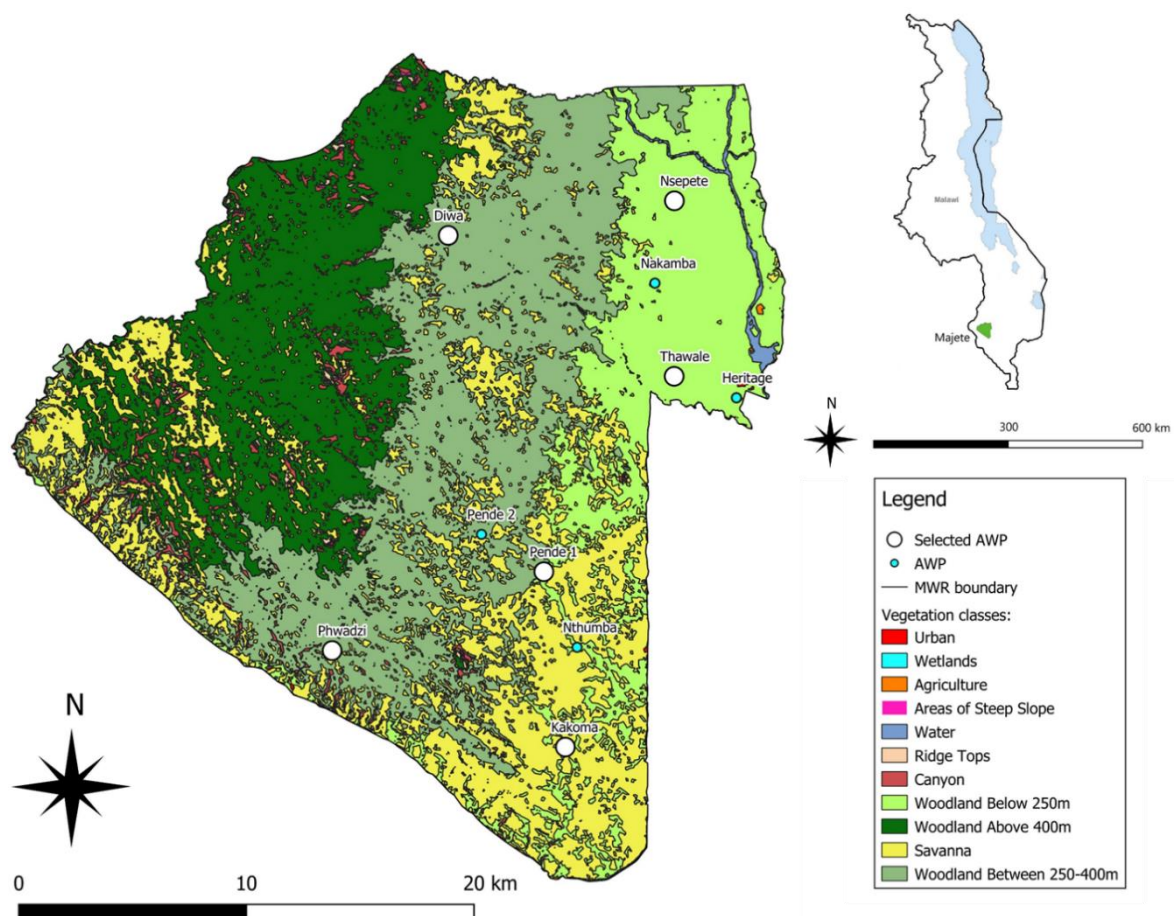 Nsepete
Diwa
Nakamba
Thawale
Heritage
Pende 2
Pende 1
Nthumba
Phwadzi
Kakoma
N
0 10 20 km
Malawi
Majete
N
300 600 km
Legend
Selected AWP
AWP
MWR boundary
Vegetation classes:
Urban
Wetlands
Agriculture
Areas of Steep Slope
Water
Ridge Tops
Canyon
Woodland Below 250m
Woodland Above 400m
Savanna
Woodland Between 250-400m